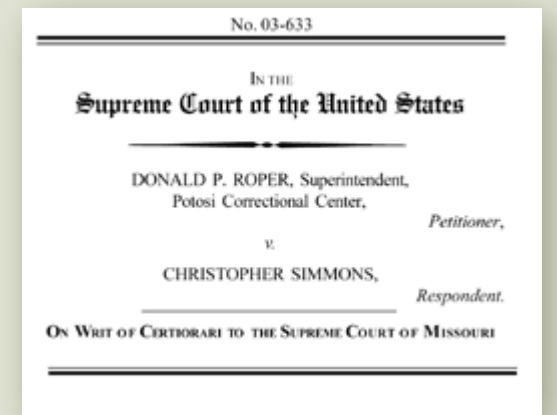 No. 03-633
IN THE
Supreme Court of the United States
DONALD P. ROPER, Superintendent,
Potosi Correctional Center,
Petitioner,
v.
CHRISTOPHER SIMMONS,
Respondent.
ON WRIT OF CERTIORARI TO THE SUPREME COURT OF MISSOURI